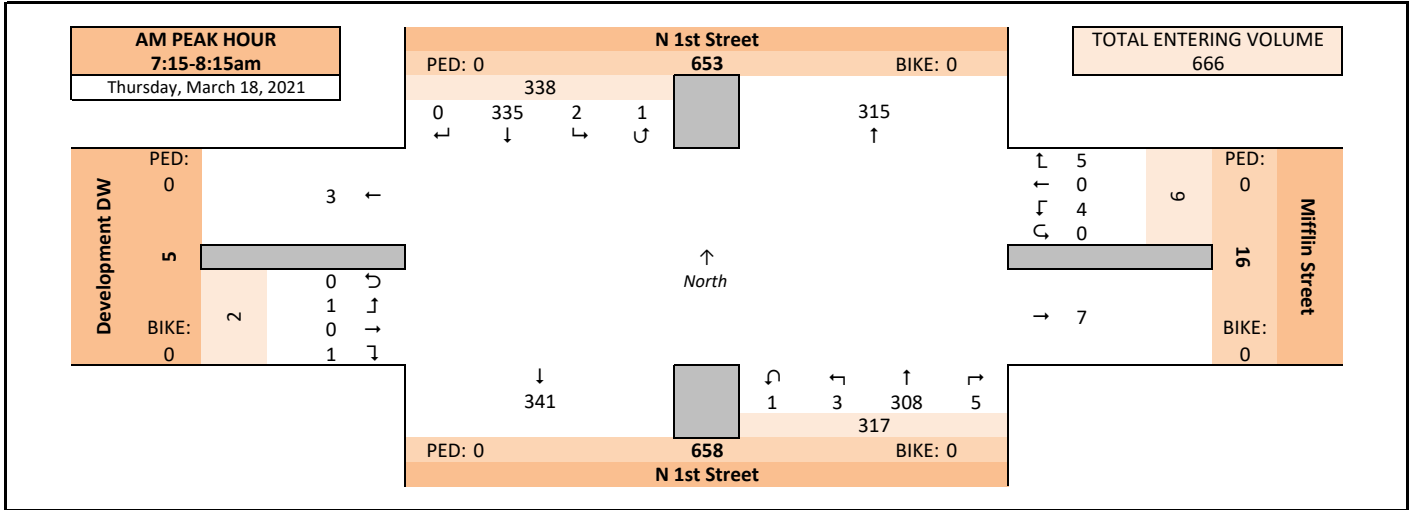 AM PEAK HOUR
7:15-8:15am
Thursday, March 18, 2021
N 1st Street
PED: 0 653 BIKE: 0
338
0 335 2 1
315
TOTAL ENTERING VOLUME
666
Development DW
PED:
0
5
BIKE:
0
2
3 ←
0
1
0 →
1
↑
North
5
← 0
4
0
9
PED:
0
16
BIKE:
0
Mifflin Street
→ 7
↓
341
1 3 308 5
317
PED: 0 658 BIKE: 0
N 1st Street